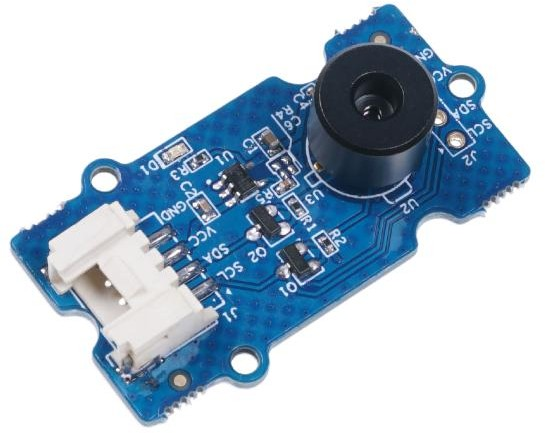 GND
VCC
SDA
SCL
J2
C4
R4
C6
C1
U1
D1
R3
R5
C2
U3
U2
GND
VCC
SDA
SCL
J1
R1
R2
Q2
Q1